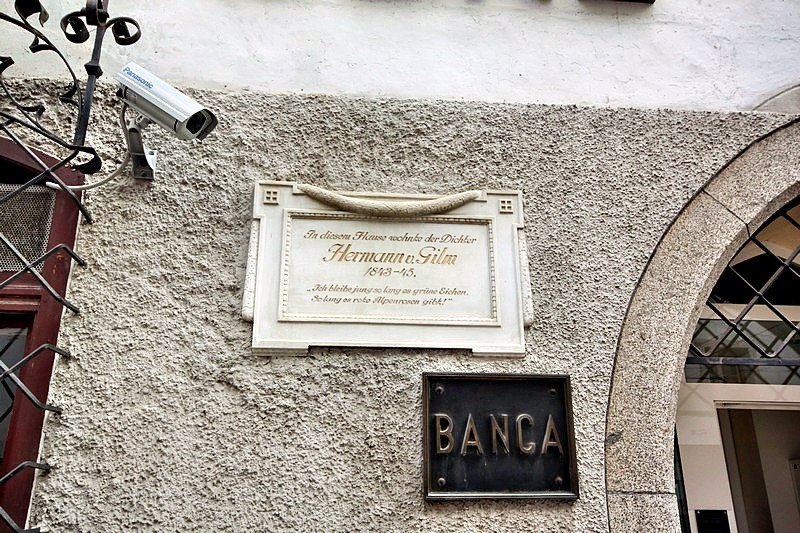 Panasonic
In diesem Hause wohnte der Dichter
Hermann v. Gilm
1843-45.
„Ich bleibe jung so lang es grüne Eichen,
So lang es rote Alpenrosen gibt!"
BANCA